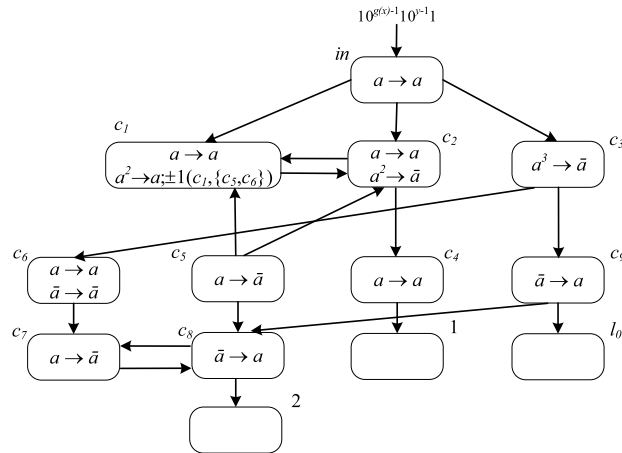 10^{g(x)-1}10^{y-1}1
in
a → a
c₁
a → a
a²→a;±1(c₁,{c₅,c₆})
c₂
a → a
a² → ā
c₃
a³ → ā
c₆
a → a
ā → ā
c₅
a → ā
c₄
a → a
c₉
ā → a
c₇
a → ā
c₈
ā → a
1
l₀
2